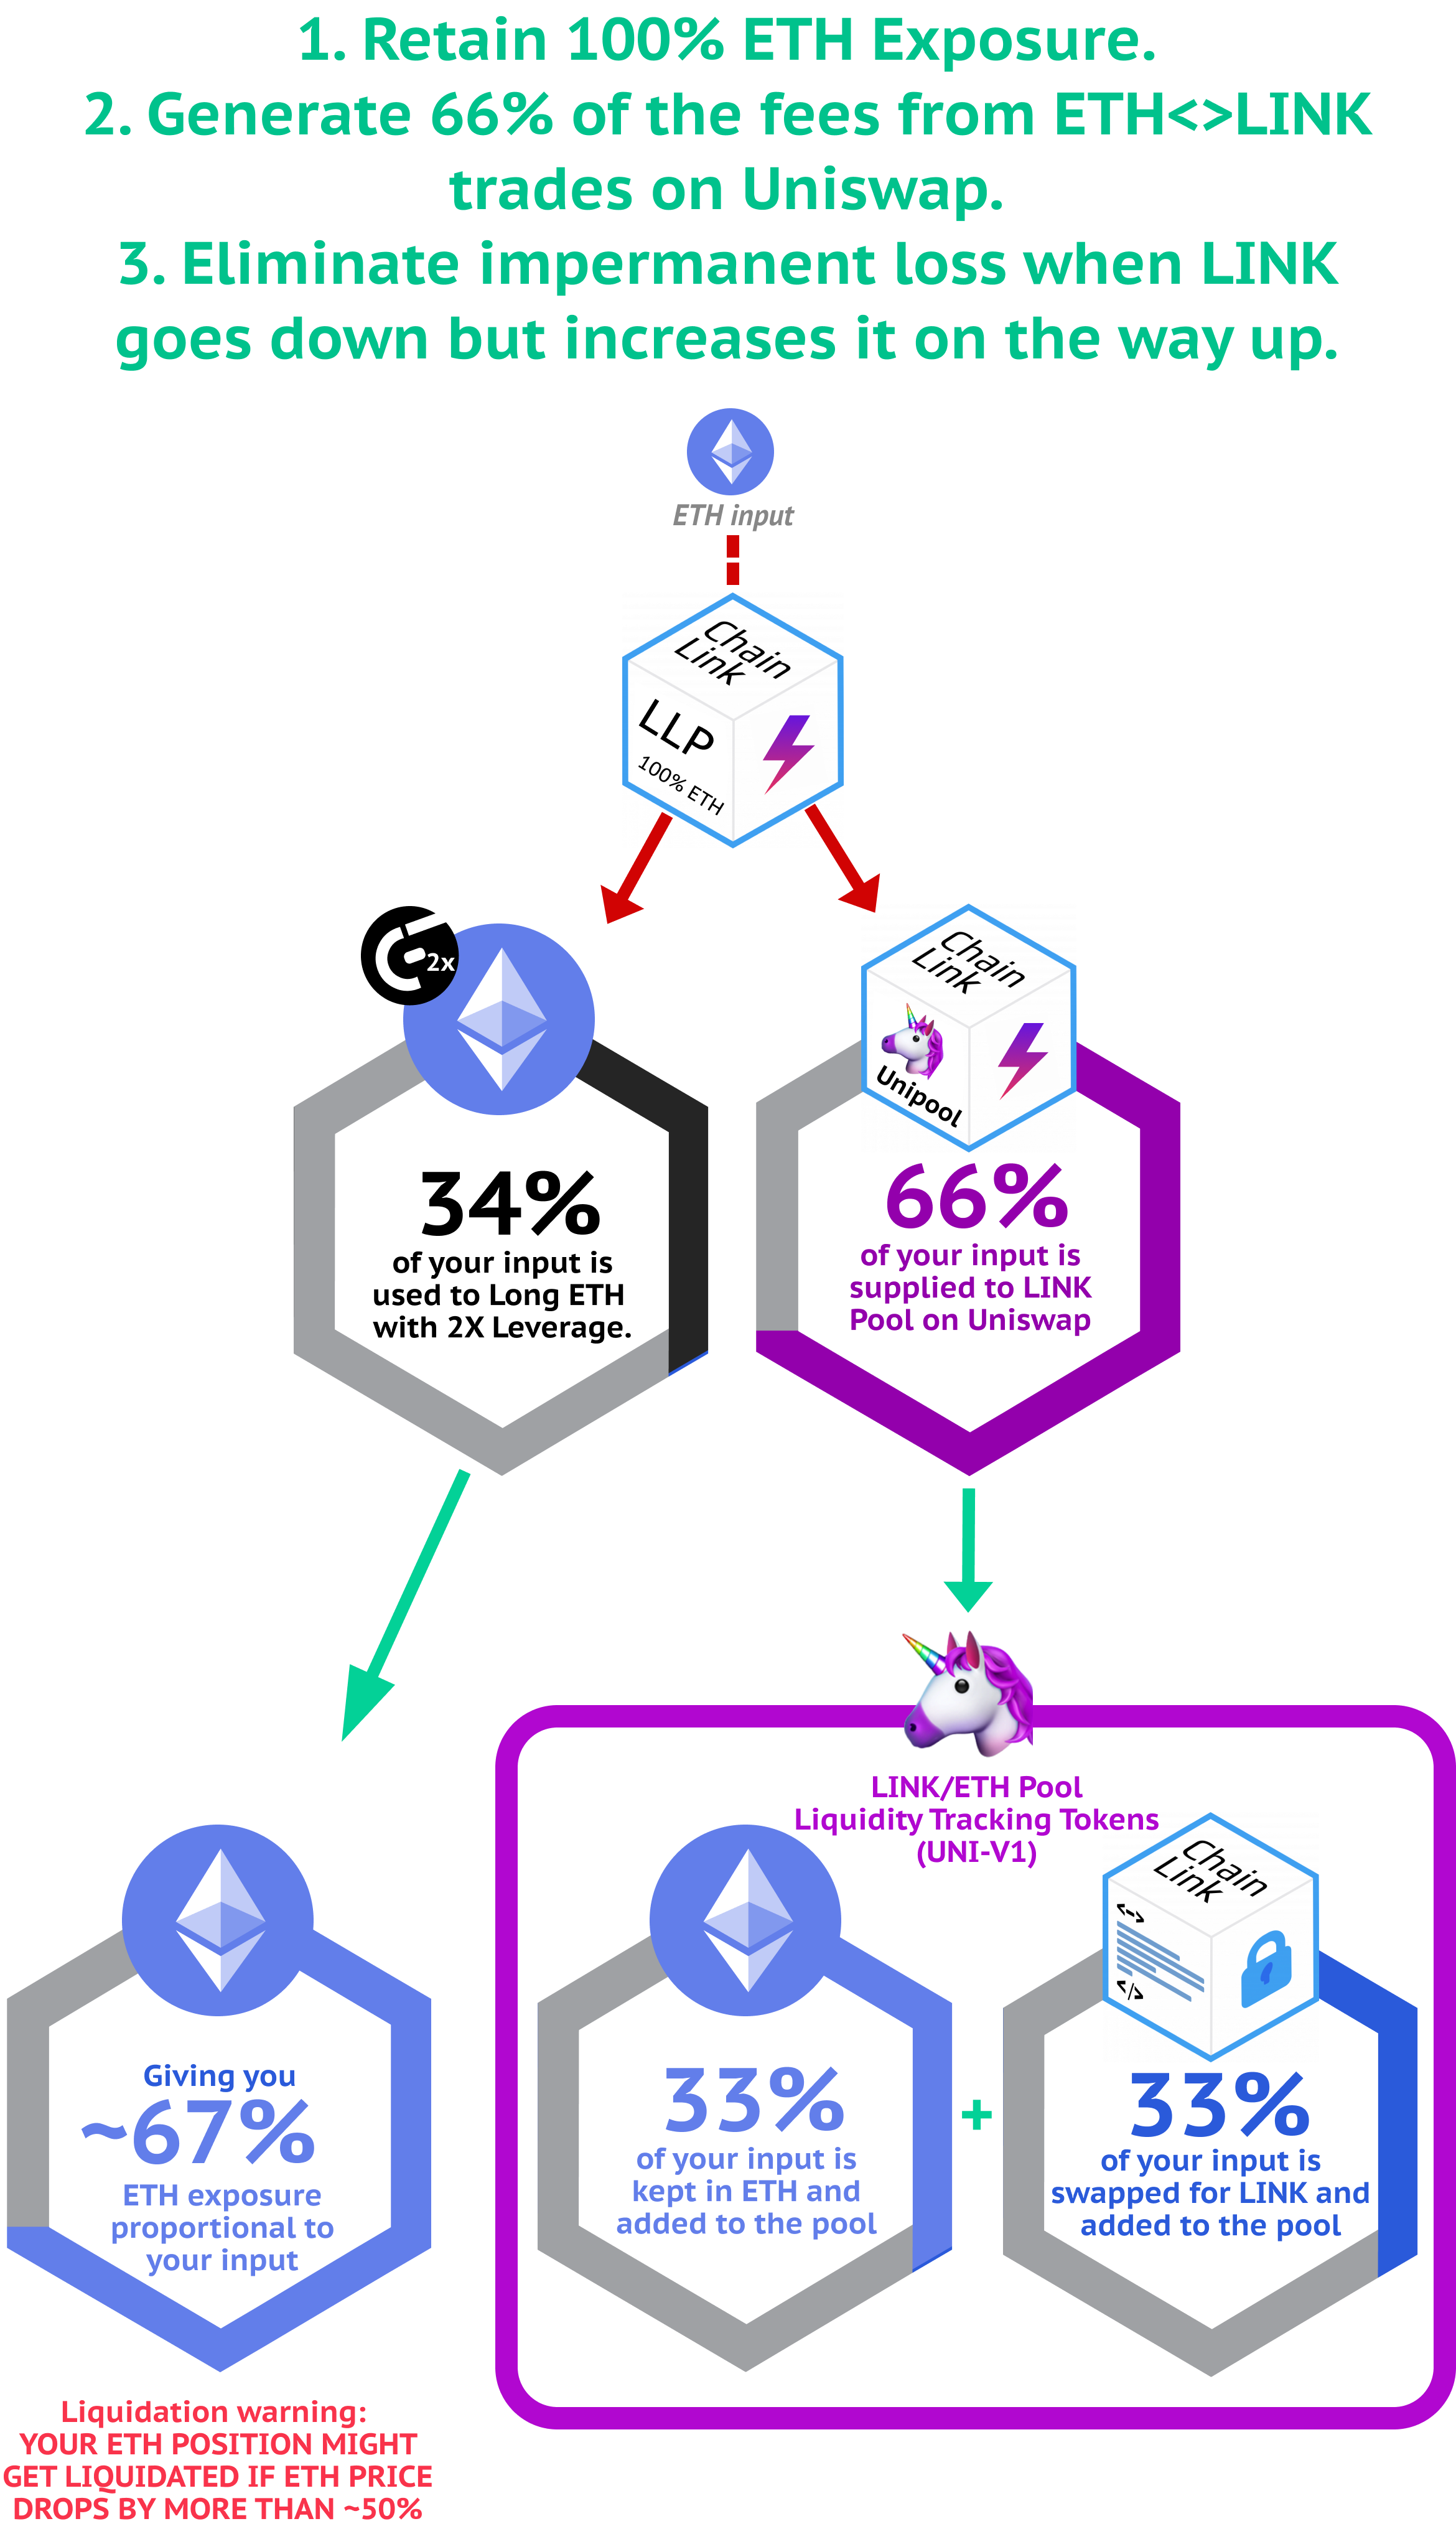 1. Retain 100% ETH Exposure.
2. Generate 66% of the fees from ETH<>LINK
trades on Uniswap.
3. Eliminate impermanent loss when LINK
goes down but increases it on the way up.
ETH input
Chain
Link
LLP
100% ETH
2x
34%
of your input is
used to Long ETH
with 2X Leverage.
Chain
Link
Unipool
66%
of your input is
supplied to LINK
Pool on Uniswap
LINK/ETH Pool
Liquidity Tracking Tokens
(UNI-V1)
Giving you
~67%
ETH exposure
proportional to
your input
33%
of your input is
kept in ETH and
added to the pool
+
Chain
Link
<->
</>
33%
of your input is
swapped for LINK and
added to the pool
Liquidation warning:
YOUR ETH POSITION MIGHT
GET LIQUIDATED IF ETH PRICE
DROPS BY MORE THAN ~50%